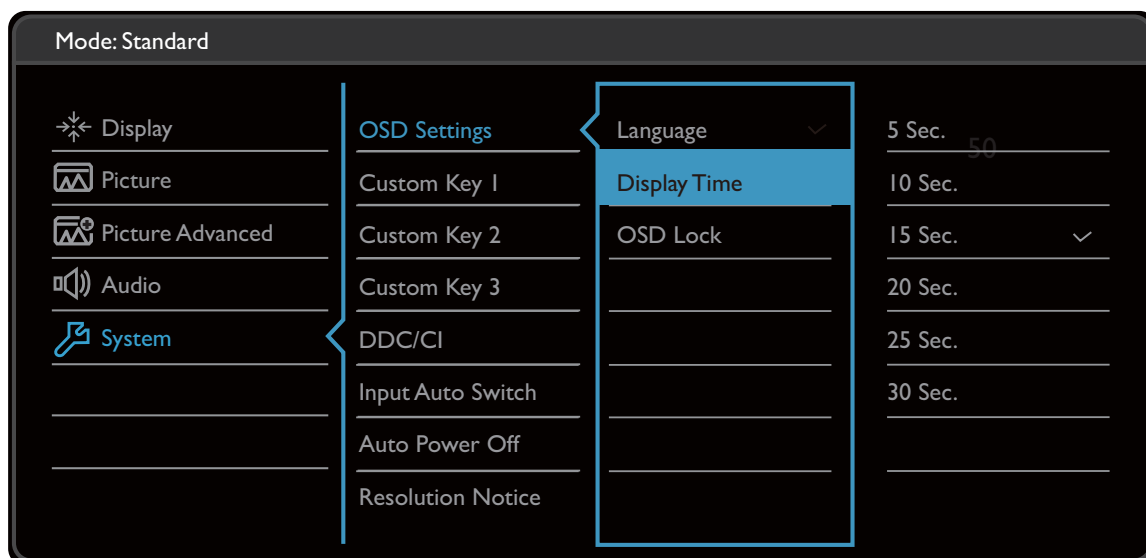 Mode: Standard
Display
Picture
Picture Advanced
Audio
System
OSD Settings
Custom Key 1
Custom Key 2
Custom Key 3
DDC/CI
Input Auto Switch
Auto Power Off
Resolution Notice
Language
Display Time
OSD Lock
5 Sec.
50
10 Sec.
15 Sec.
20 Sec.
25 Sec.
30 Sec.